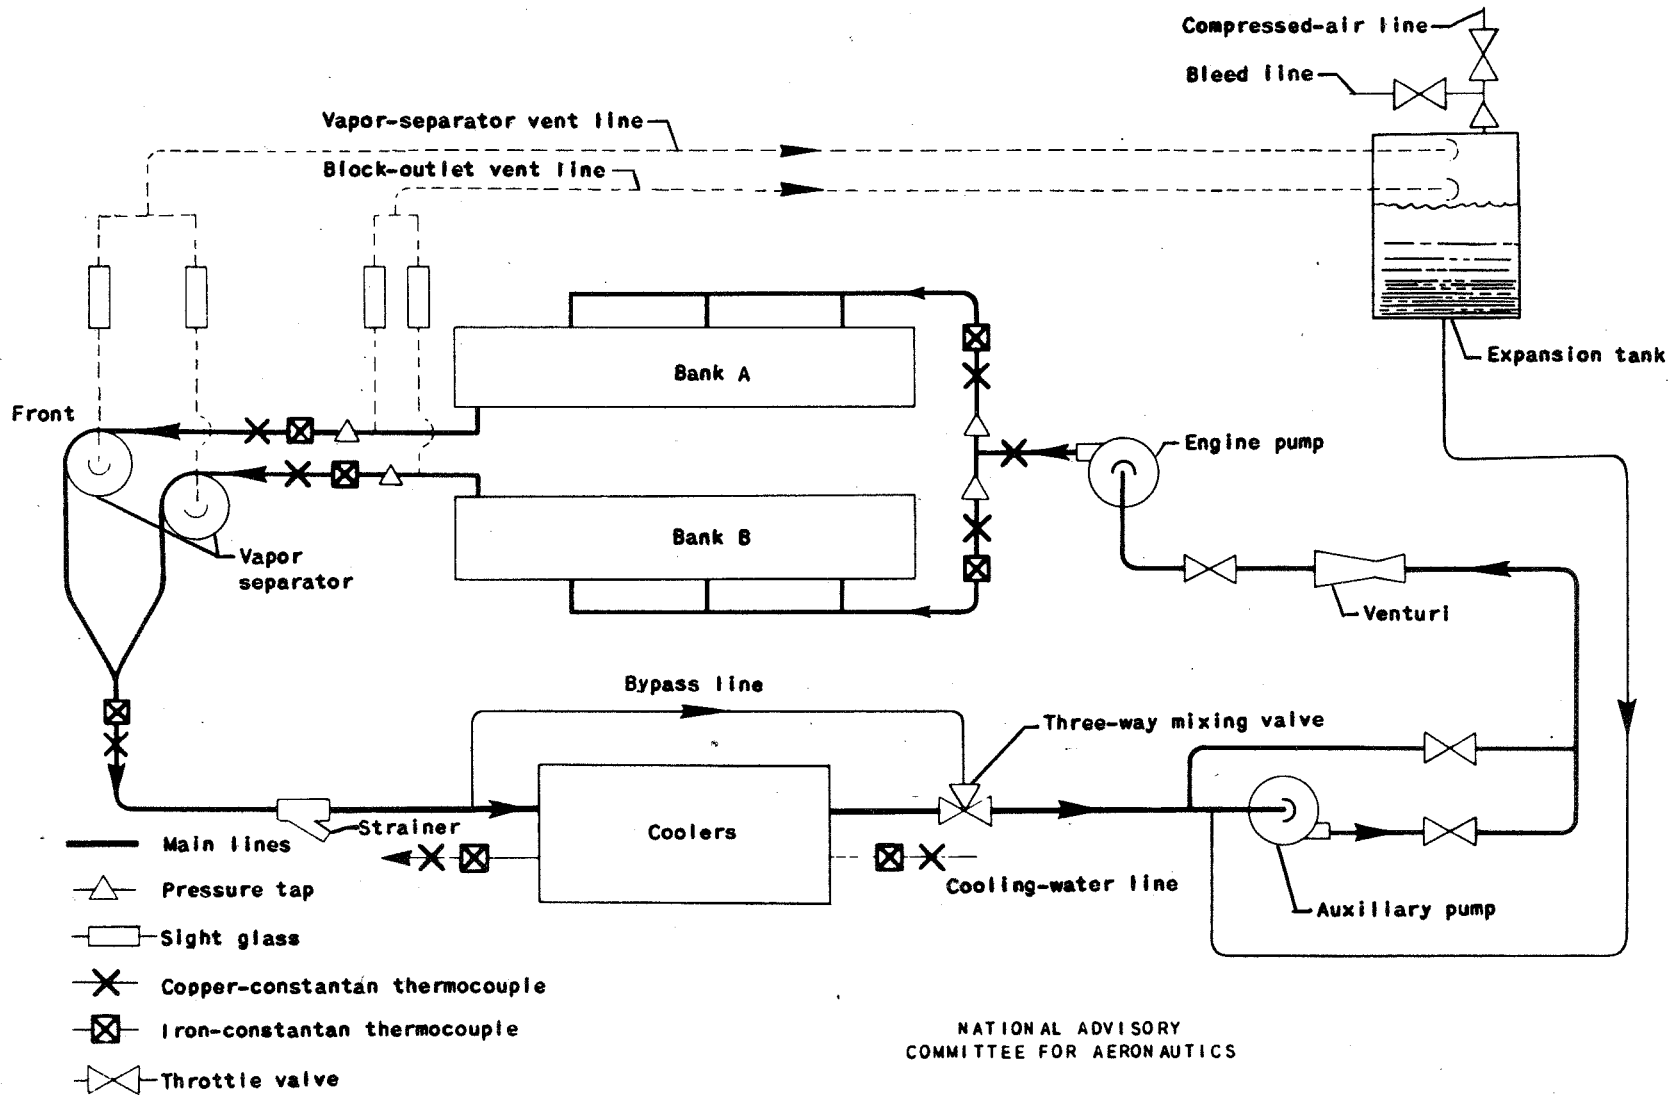 Compressed-air line
Bleed line
Vapor-separator vent line
Block-outlet vent line
Expansion tank
Bank A
Front
Engine pump
Bank B
Vapor
separator
Venturi
Bypass line
Three-way mixing valve
Strainer
Coolers
Main lines
Cooling-water line
Pressure tap
Auxiliary pump
Sight glass
Copper-constantan thermocouple
Iron-constantan thermocouple
NATIONAL ADVISORY
COMMITTEE FOR AERONAUTICS
Throttle valve